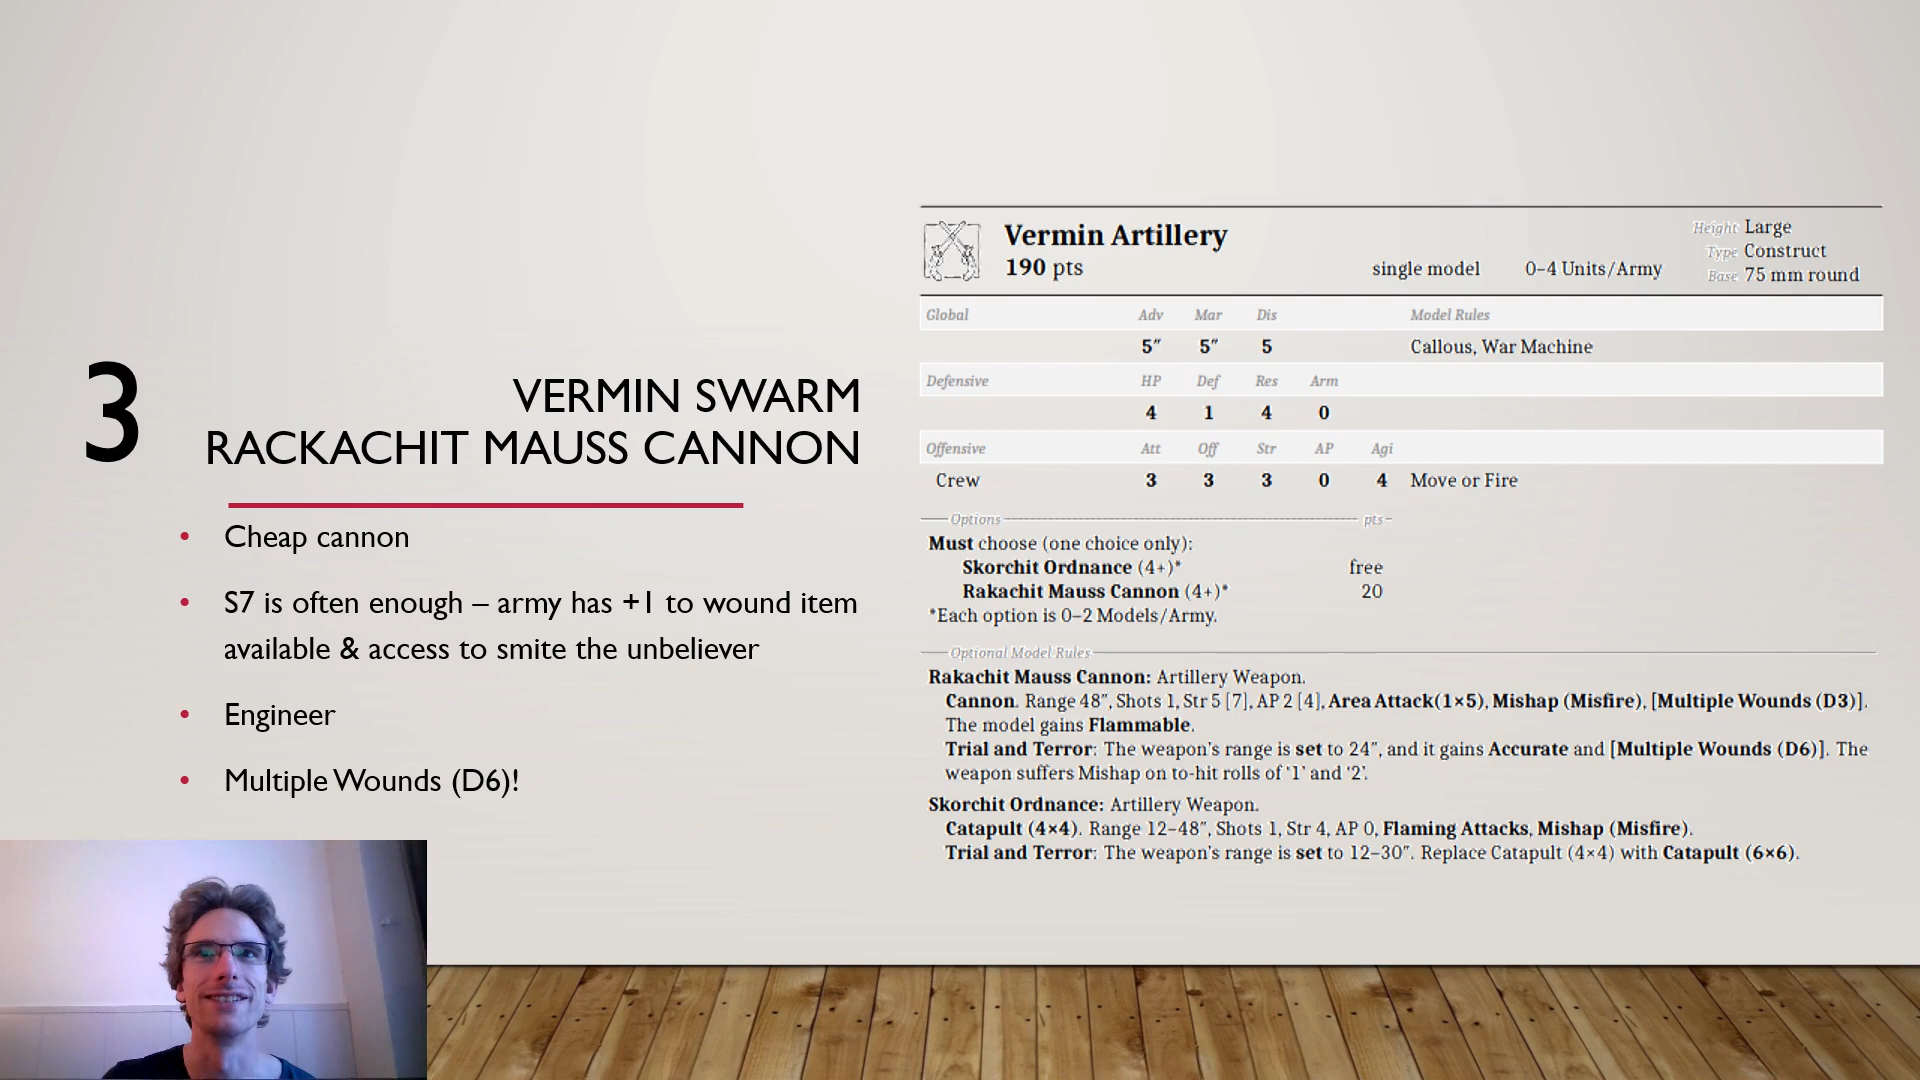 3
VERMIN SWARM
RACKACHIT MAUSS CANNON
• Cheap cannon
• S7 is often enough – army has +1 to wound item
available & access to smite the unbeliever
• Engineer
• Multiple Wounds (D6)!
Vermin Artillery
190 pts
single model 0–4 Units/Army
Height Large
Type Construct
Base 75 mm round
Global Adv Mar Dis Model Rules
5″ 5″ 5 Callous, War Machine
Defensive HP Def Res Arm
4 1 4 0
Offensive Att Off Str AP Agi
Crew 3 3 3 0 4 Move or Fire
Options pts
Must choose (one choice only):
Skorchit Ordnance (4+)* free
Rakachit Mauss Cannon (4+)* 20
*Each option is 0–2 Models/Army.
Optional Model Rules
Rakachit Mauss Cannon: Artillery Weapon.
Cannon. Range 48″, Shots 1, Str 5 [7], AP 2 [4], Area Attack(1×5), Mishap (Misfire), [Multiple Wounds (D3)].
The model gains Flammable.
Trial and Terror: The weapon's range is set to 24″, and it gains Accurate and [Multiple Wounds (D6)]. The
weapon suffers Mishap on to-hit rolls of ‘1’ and ‘2’.
Skorchit Ordnance: Artillery Weapon.
Catapult (4×4). Range 12–48″, Shots 1, Str 4, AP 0, Flaming Attacks, Mishap (Misfire).
Trial and Terror: The weapon's range is set to 12–30″. Replace Catapult (4×4) with Catapult (6×6).